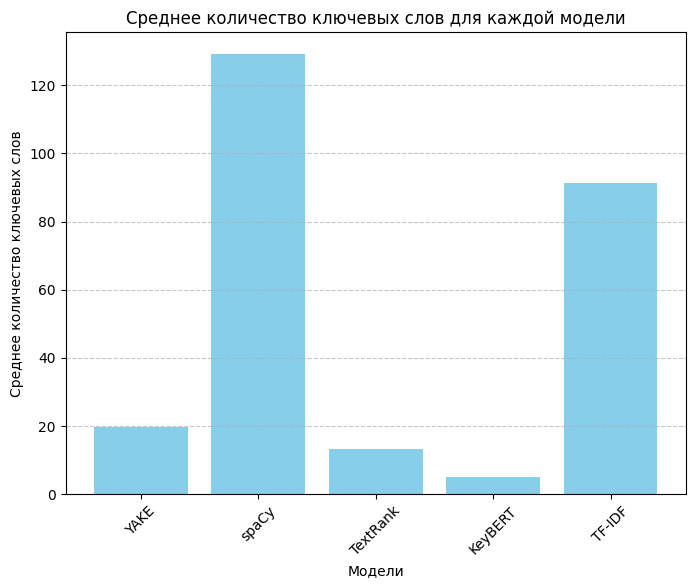 Среднее количество ключевых слов для каждой модели
Среднее количество ключевых слов
120
100
80
60
40
20
0
YAKE
spaCy
TextRank
KeyBERT
TF-IDF
Модели